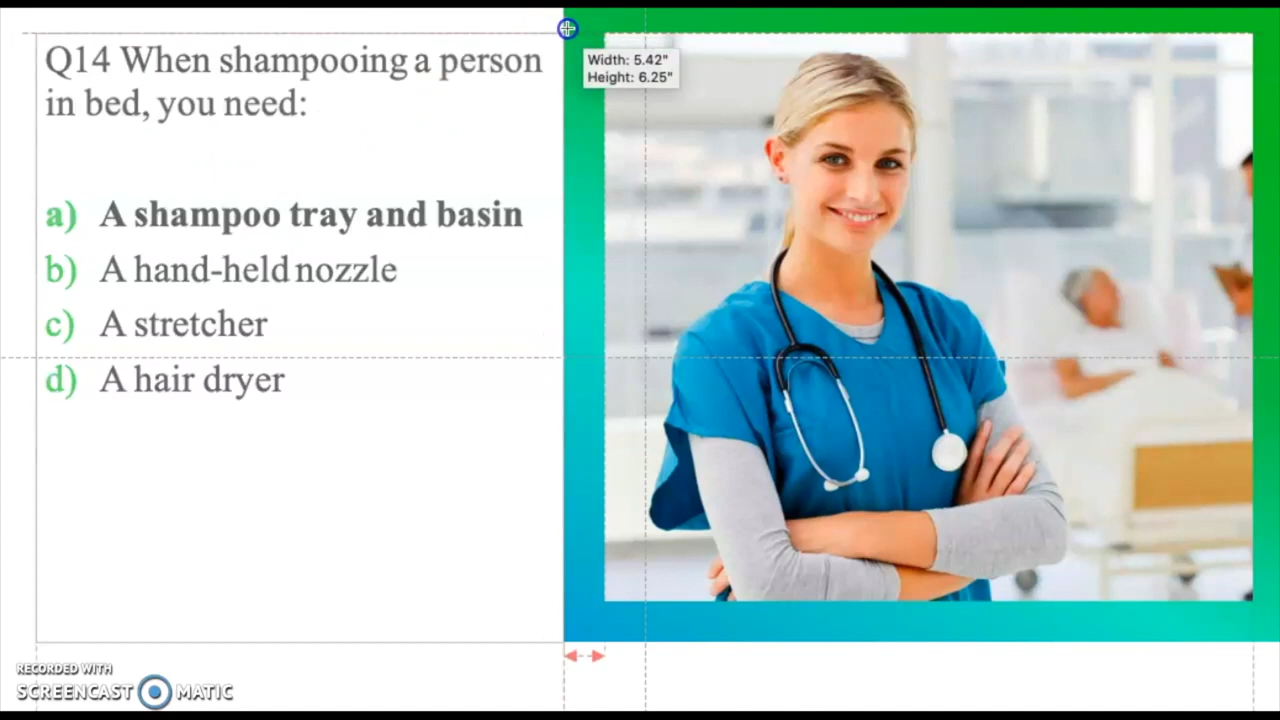 Q14 When shampooing a person
in bed, you need:
a) A shampoo tray and basin
b) A hand-held nozzle
c) A stretcher
d) A hair dryer
Width: 5.42"
Height: 6.25"
RECORDED WITH
SCREENCAST MATIC